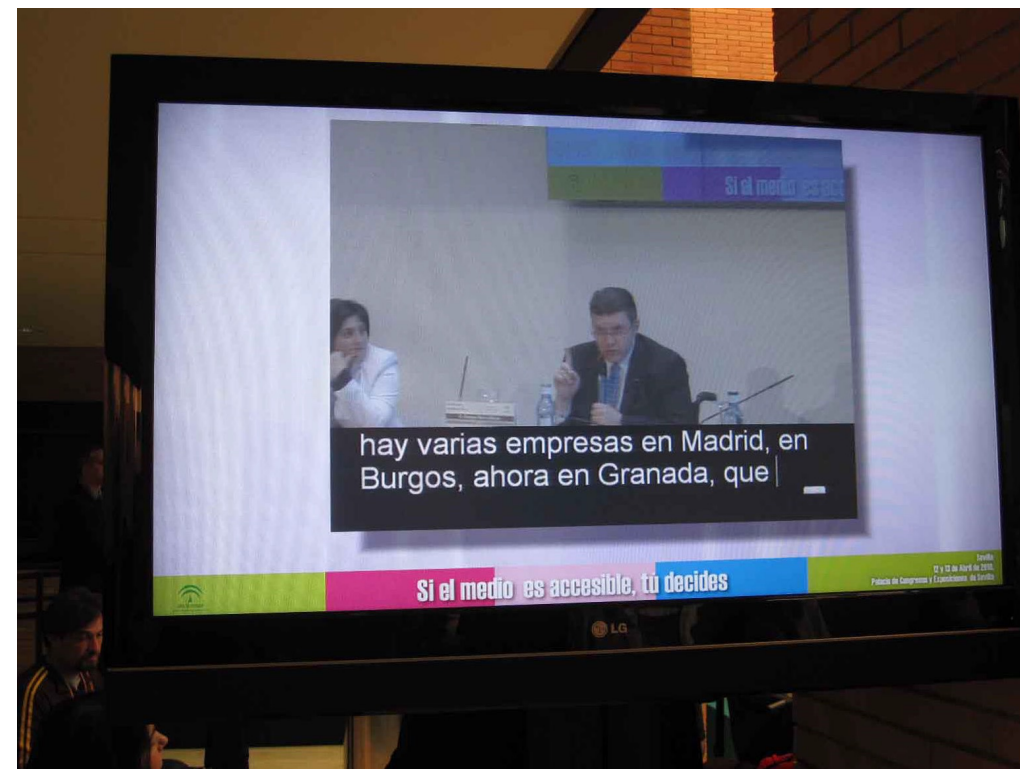 Si el medio es acc
hay varias empresas en Madrid, en
Burgos, ahora en Granada, que
Si el medio es accesible, tú decides
Sevilla
12 y 13 de Abril de 2010,
Palacio de Congresos y Exposiciones de Sevilla
LG